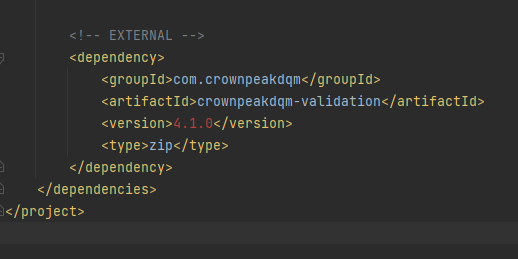 <!-- EXTERNAL -->
<dependency>
<groupId>com.crownpeakdqm</groupId>
<artifactId>crownpeakdqm-validation</artifactId>
<version>4.1.0</version>
<type>zip</type>
</dependency>
</dependencies>
</project>